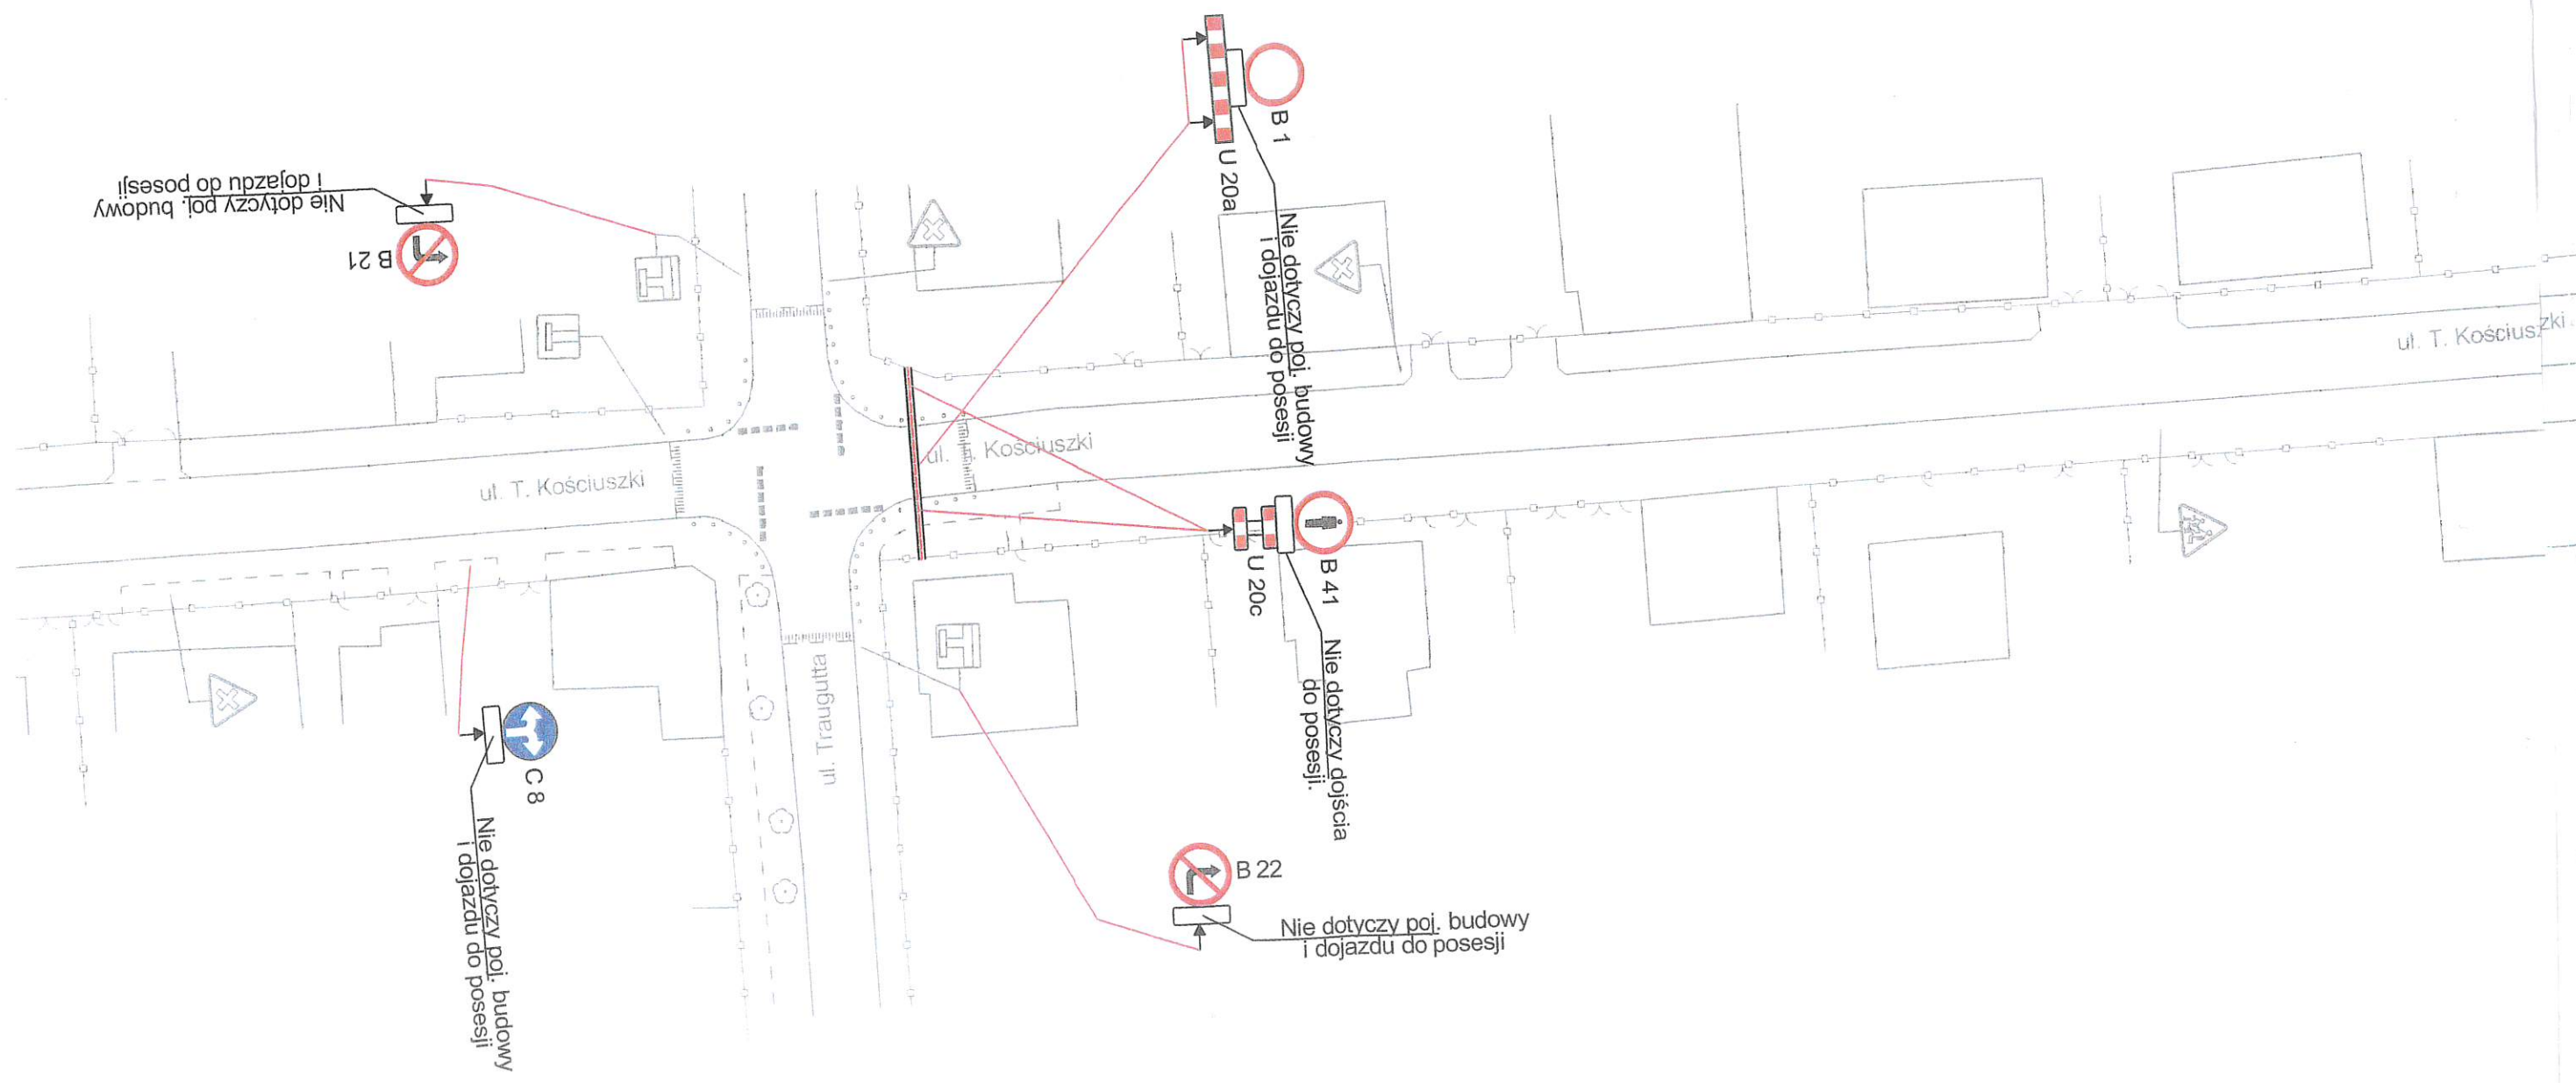 B 1
U 20a
Nie dotyczy poj. budowy
i dojazdu do posesji
Nie dotyczy poj. budowy
i dojazdu do posesji
B 21
ul. T. Kościuszki
ul. T. Kościuszki
ul. Kościuszki
B 41
U 20c
Nie dotyczy dojścia
do posesji.
ul. Traugutta
C 8
Nie dotyczy poj. budowy
i dojazdu do posesji
B 22
Nie dotyczy poj. budowy
i dojazdu do posesji